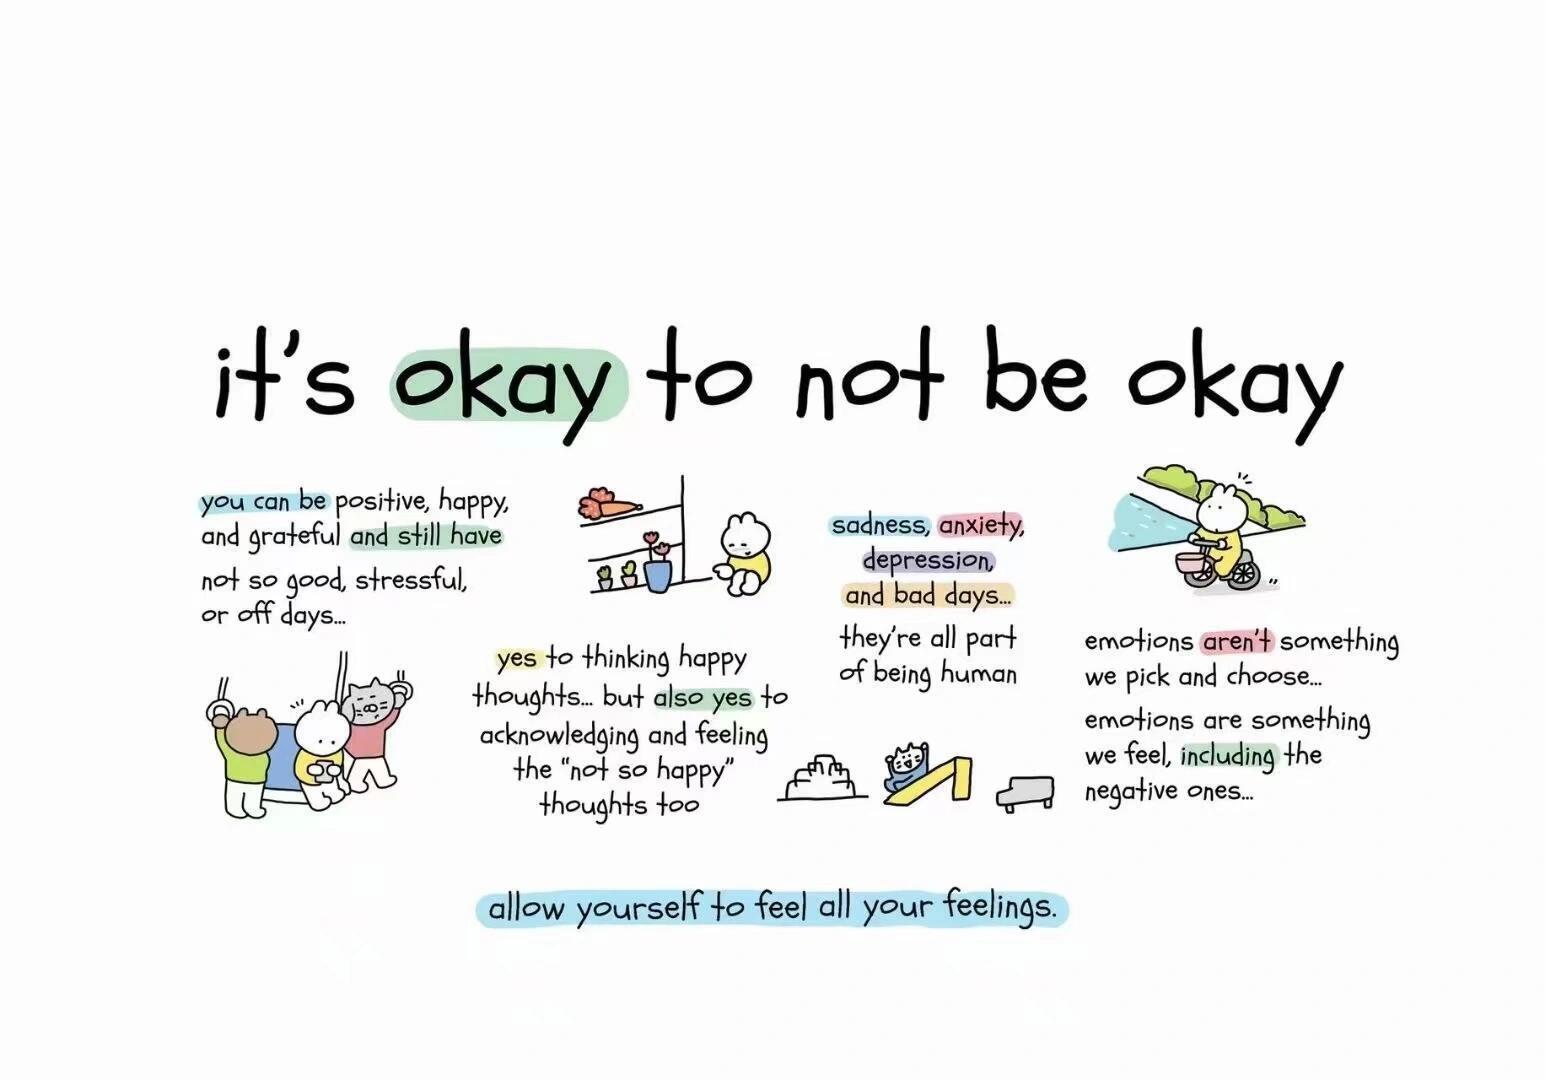 it's okay to not be okay
you can be positive, happy,
and grateful and still have
not so good, stressful,
or off days...
yes to thinking happy
thoughts... but also yes to
acknowledging and feeling
the "not so happy"
thoughts too
sadness, anxiety,
depression,
and bad days...
they're all part
of being human
emotions aren't something
we pick and choose...
emotions are something
we feel, including the
negative ones...
allow yourself to feel all your feelings.